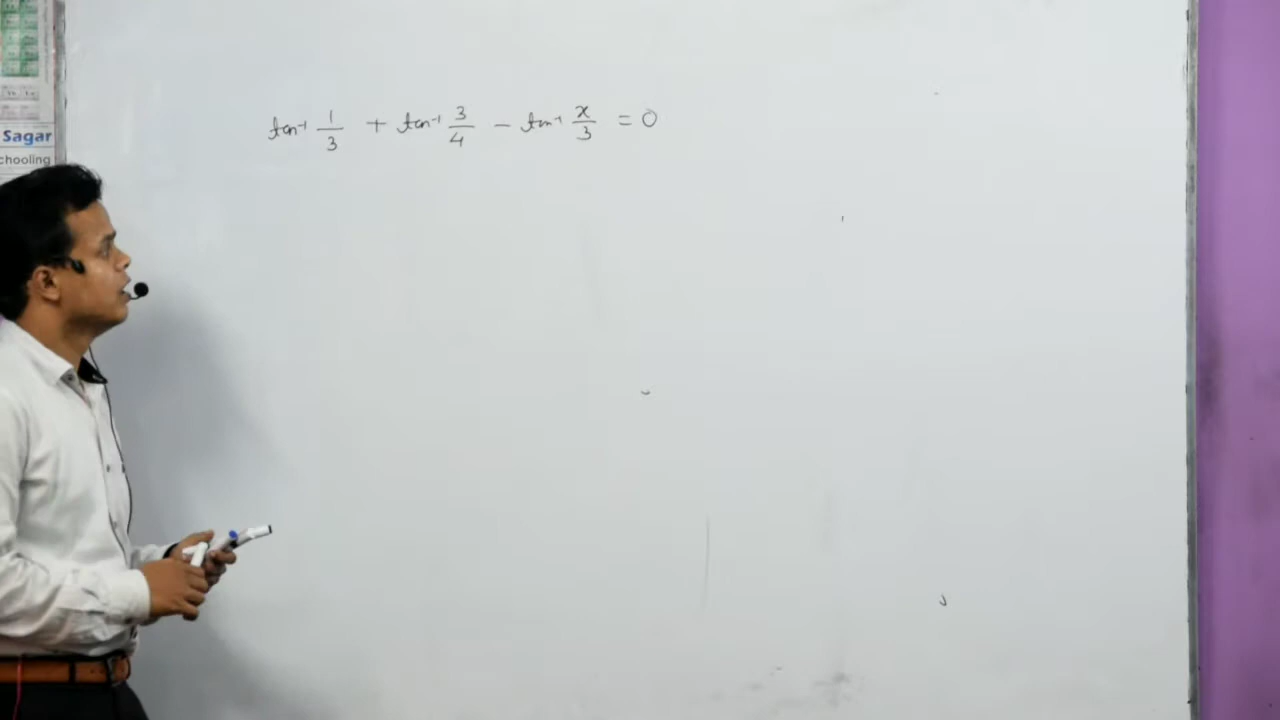 Sagar
chooling
tan⁻¹ 1/3 + tan⁻¹ 3/4 − tan⁻¹ x/3 = 0